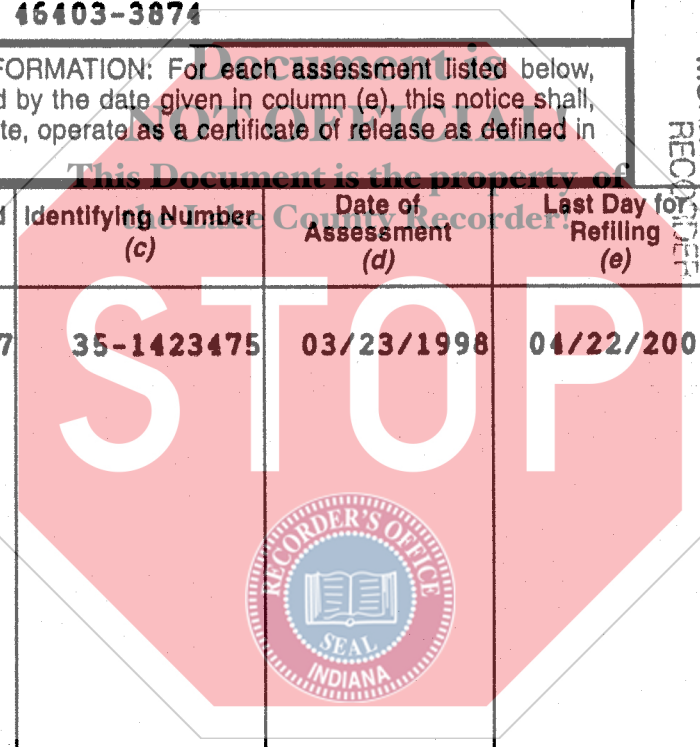 46403-3874
Document is
FORMATION: For each assessment listed below,
d by the date given in column (e), this notice shall,
NOT OFFICIAL!
te, operate as a certificate of release as defined in
This Document is the property of
the Lake County Recorder!
d Identifying Number Date of Last Day for
Assessment Refiling
(c) (d) (e)
RECORDER
7 35-1423475 03/23/1998 04/22/200
STOP
RECORDER'S OFFICE
SEAL
INDIANA